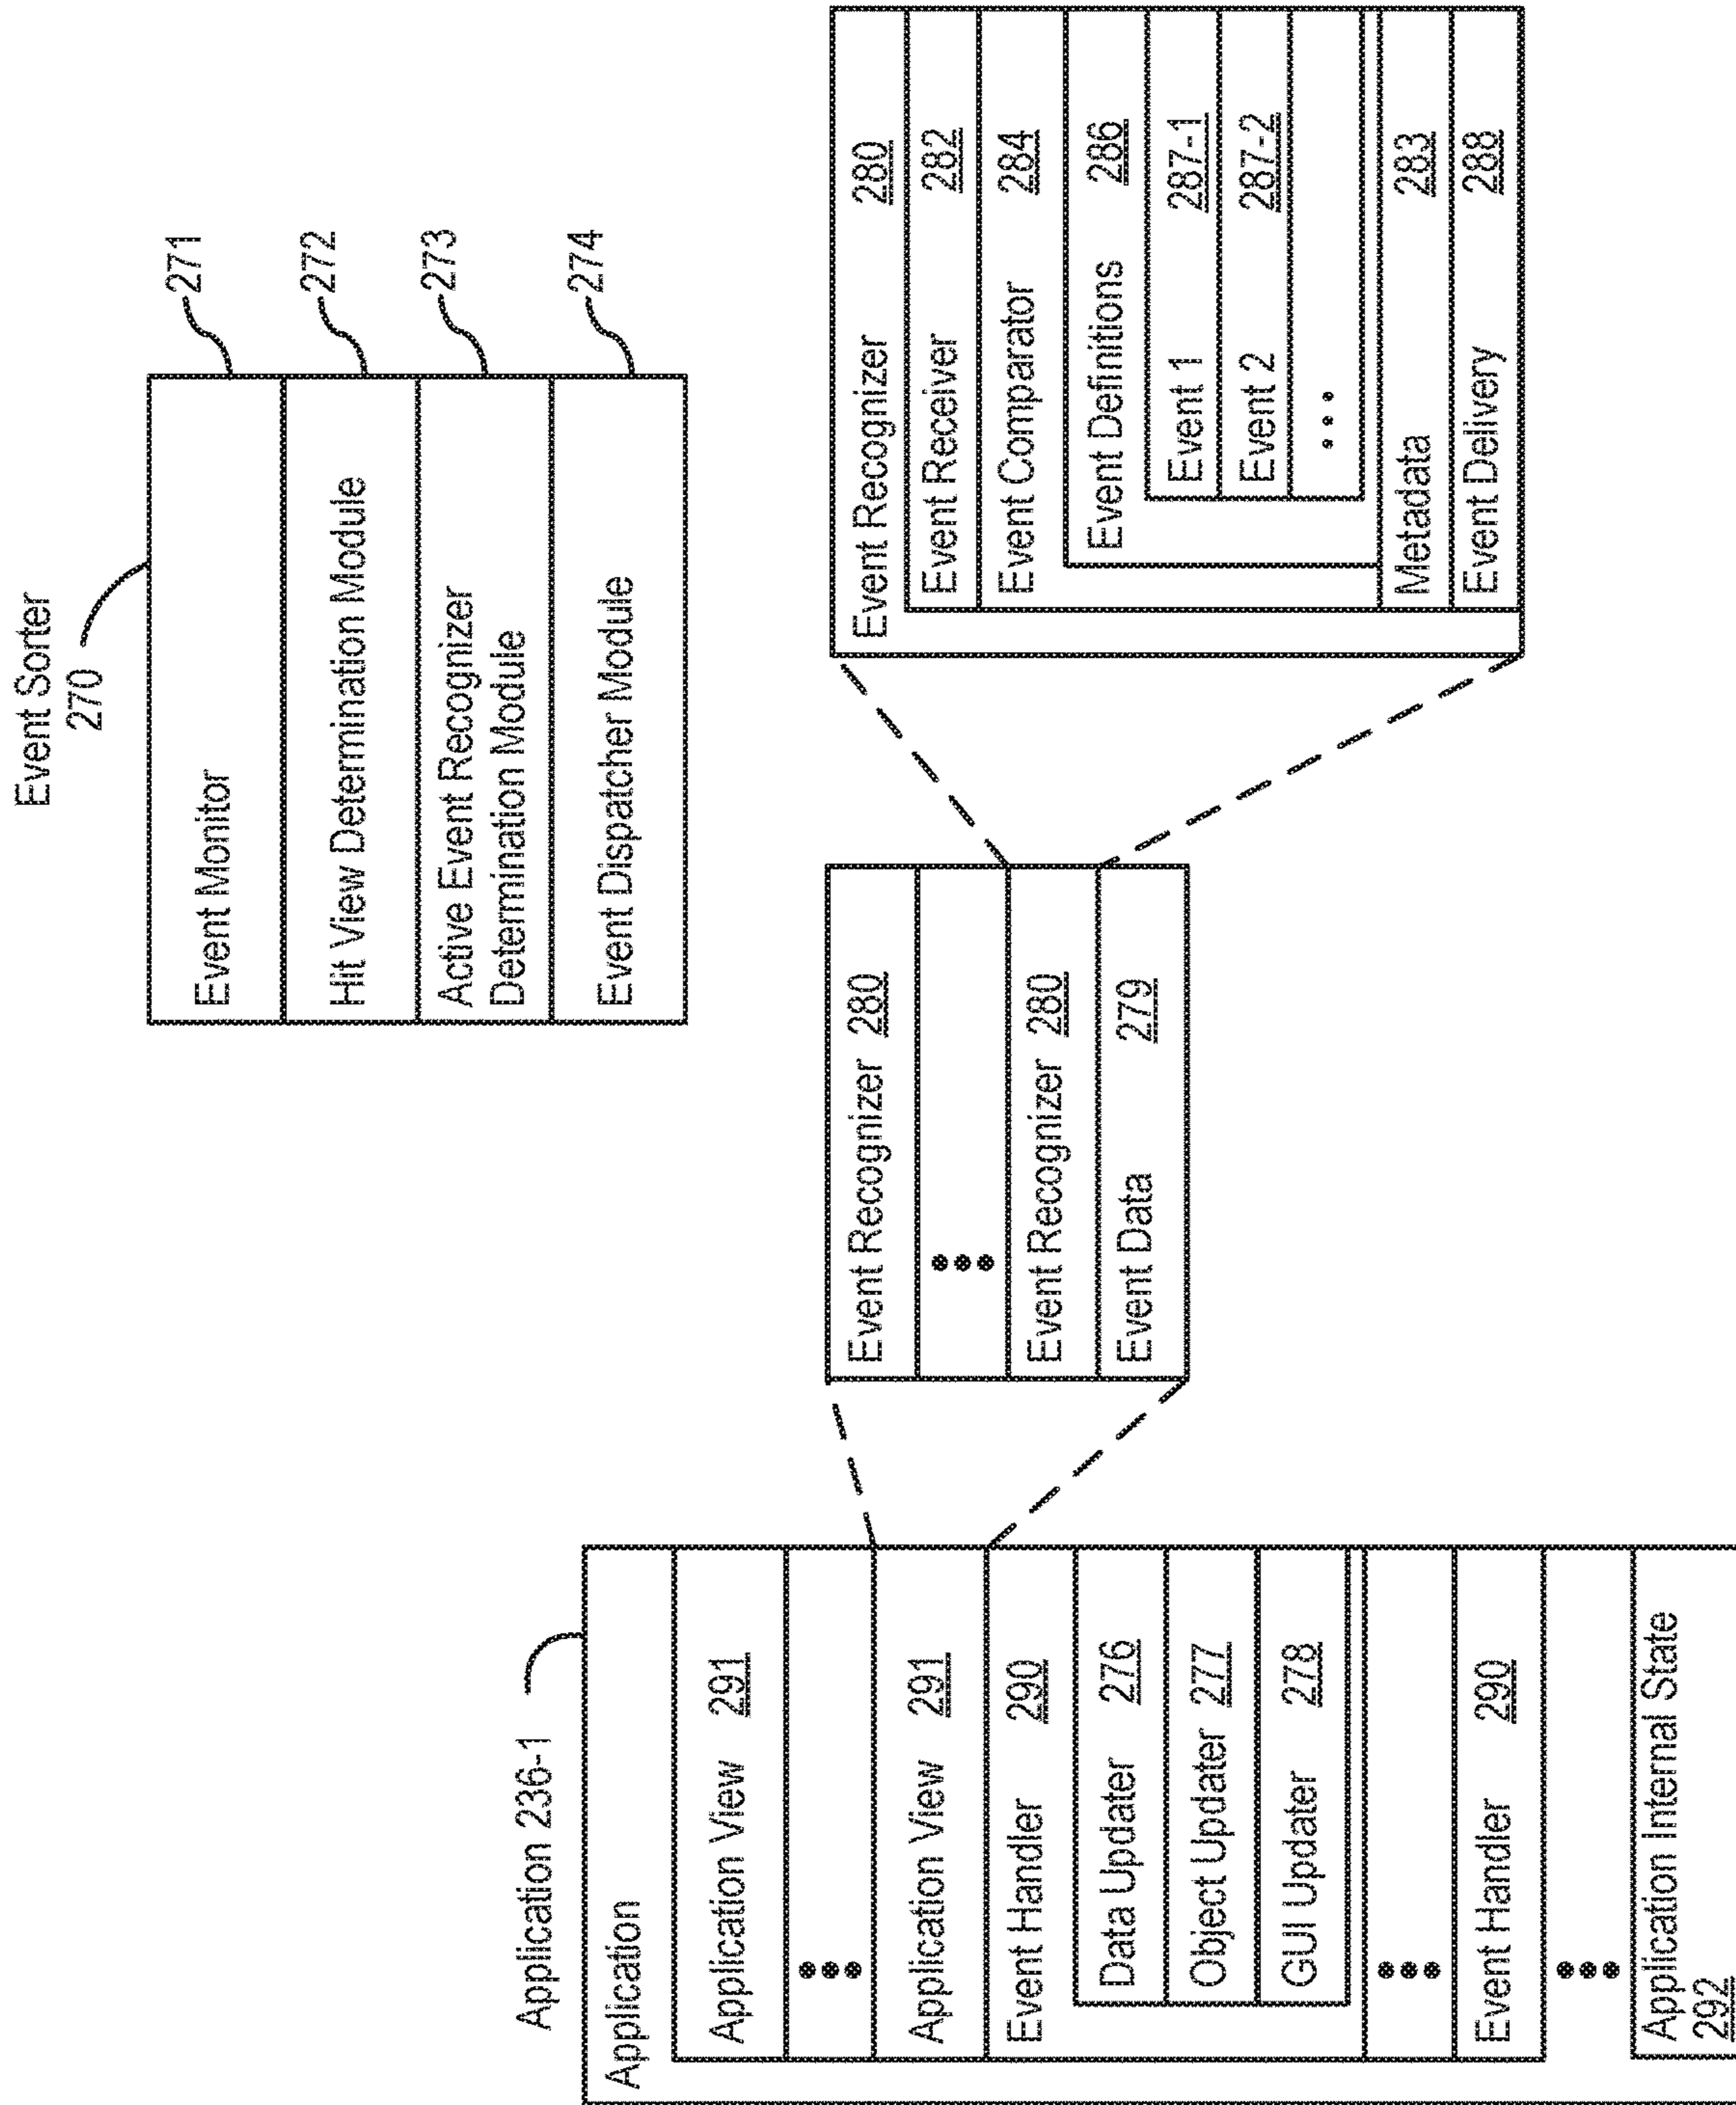 Event Sorter
270
Event Monitor
271
Hit View Determination Module
272
Active Event Recognizer
Determination Module
273
Event Dispatcher Module
274
Application 236-1
Application
Application View 291
•••
Application View 291
Event Handler 290
Data Updater 276
Object Updater 277
GUI Updater 278
•••
Event Handler 290
•••
Application Internal State
292
Event Recognizer 280
•••
Event Recognizer 280
Event Data 279
Event Recognizer 280
Event Receiver 282
Event Comparator 284
Event Definitions 286
Event 1 287-1
Event 2 287-2
•••
Metadata 283
Event Delivery 288